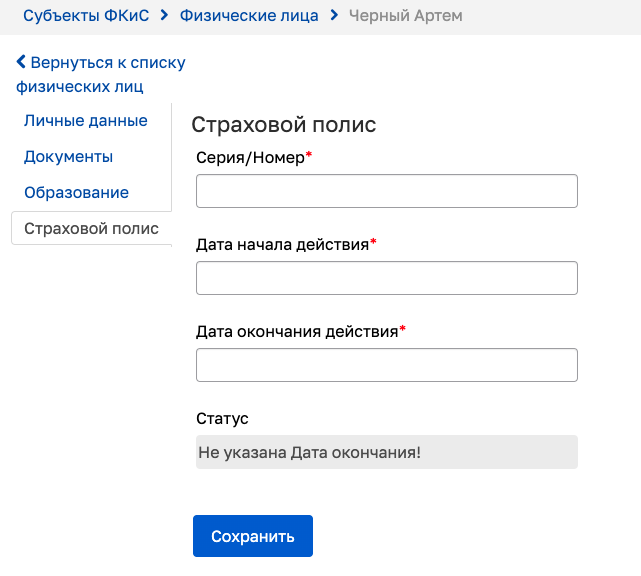 Субъекты ФКиС > Физические лица > Черный Артем
Вернуться к списку
физических лиц
Личные данные
Документы
Образование
Страховой полис
Страховой полис
Серия/Номер*
Дата начала действия*
Дата окончания действия*
Статус
Не указана Дата окончания!
Сохранить